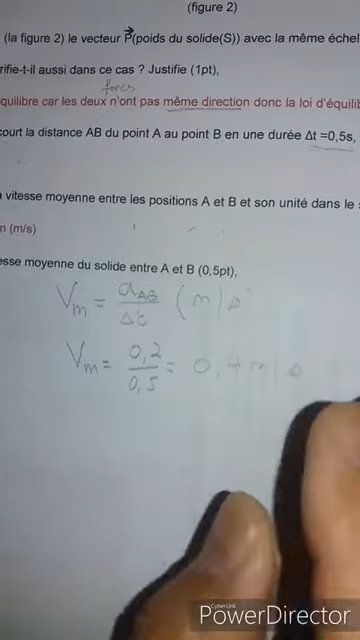 (figure 2)
(la figure 2) le vecteur P(poids du solide(S)) avec la même échel
rifie-t-il aussi dans ce cas ? Justifie (1pt),
forces
quilibre car les deux n'ont pas même direction donc la loi d'équilib
court la distance AB du point A au point B en une durée Δt =0,5s,
vitesse moyenne entre les positions A et B et son unité dans le s
n (m/s)
esse moyenne du solide entre A et B (0,5pt),
Vm = dAB/Δt (m/s)
Vm = 0,2/0,5 = 0,4 m/s
CyberLink
PowerDirector